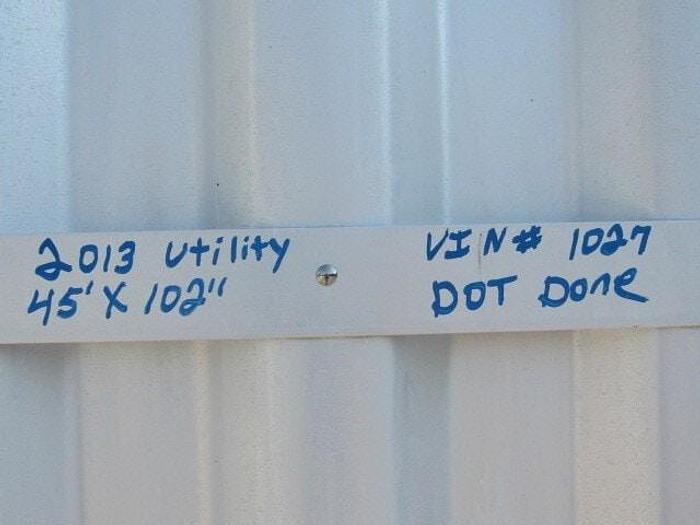 2013 Utility
45' X 102"
VIN# 1027
DOT Done